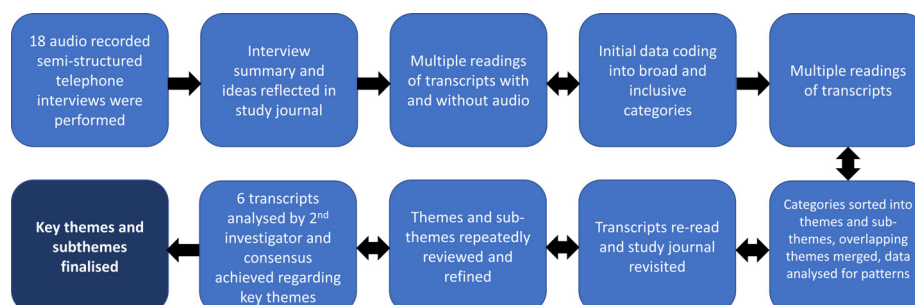 18 audio recorded
semi-structured
telephone
interviews were
performed
Interview
summary and
ideas reflected in
study journal
Multiple readings
of transcripts with
and without audio
Initial data coding
into broad and
inclusive
categories
Multiple readings
of transcripts
Key themes and
subthemes
finalised
6 transcripts
analysed by 2nd
investigator and
consensus
achieved regarding
key themes
Themes and sub-
themes repeatedly
reviewed and
refined
Transcripts re-read
and study journal
revisited
Categories sorted into
themes and sub-
themes, overlapping
themes merged, data
analysed for patterns